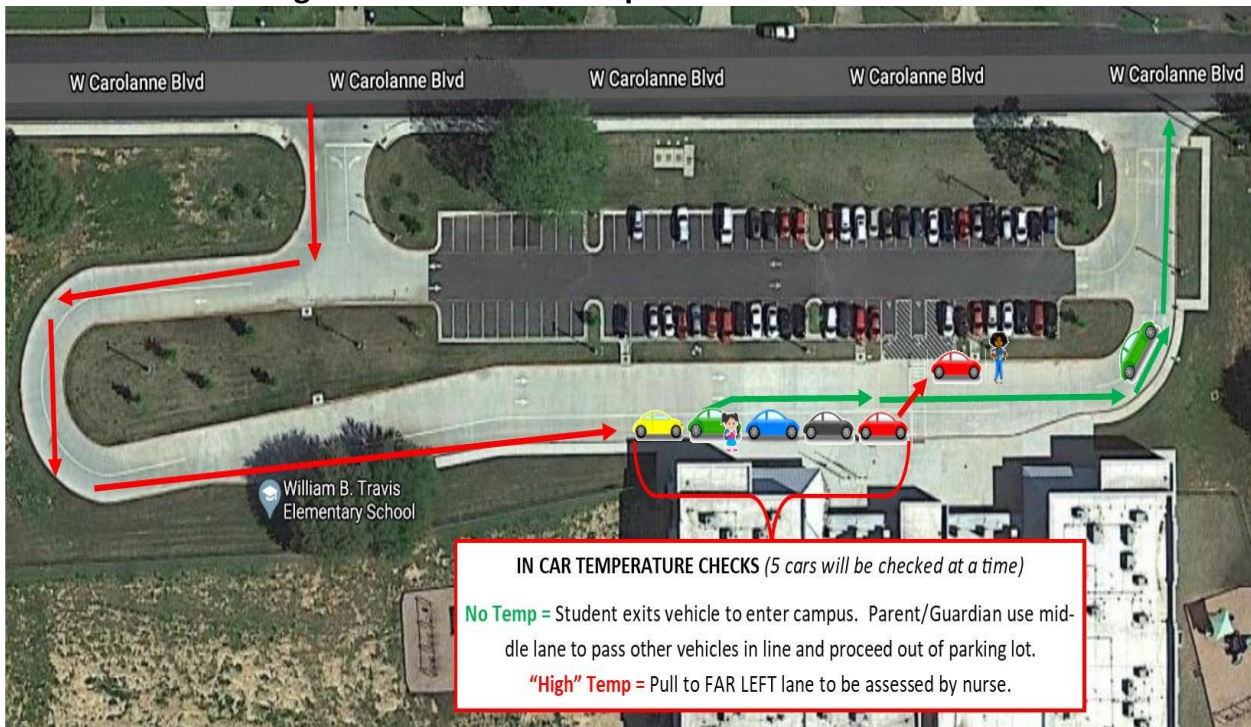 W Carolanne Blvd W Carolanne Blvd W Carolanne Blvd W Carolanne Blvd W Carolanne Blvd
William B. Travis
Elementary School
IN CAR TEMPERATURE CHECKS (5 cars will be checked at a time)
No Temp = Student exits vehicle to enter campus. Parent/Guardian use mid-
dle lane to pass other vehicles in line and proceed out of parking lot.
“High” Temp = Pull to FAR LEFT lane to be assessed by nurse.